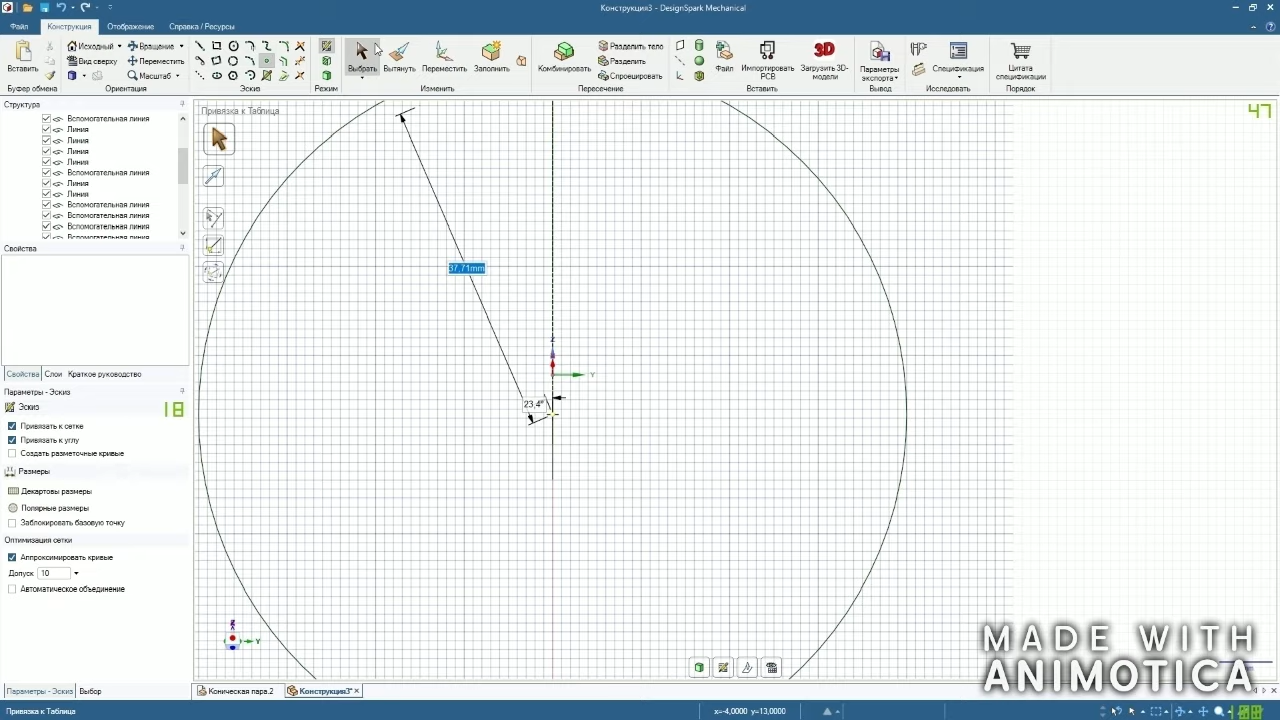 Конструкция3 - DesignSpark Mechanical
Файл Конструкция Отображение Справка / Ресурсы
Вставить
Исходный
Вид сверху
Вращение
Переместить
Масштаб
Выбрать
Вытянуть
Переместить
Заполнить
Комбинировать
Разделить тело
Разделить
Спроецировать
Файл
Импортировать PCB
Загрузить 3D-модели
Параметры экспорта
Спецификация
Цитата спецификации
Буфер обмена Ориентация Эскиз Режим Изменить Пересечение Вставить Вывод Исследовать Порядок
Структура
Вспомогательная линия
Линия
Линия
Линия
Линия
Вспомогательная линия
Линия
Линия
Вспомогательная линия
Вспомогательная линия
Вспомогательная линия
Вспомогательная линия
Свойства
Свойства Слои Краткое руководство
Параметры - Эскиз
Эскиз
18
Привязать к сетке
Привязать к углу
Создать разметочные кривые
Размеры
Декартовы размеры
Полярные размеры
Заблокировать базовую точку
Оптимизация сетки
Аппроксимировать кривые
Допуск 10
Автоматическое объединение
Параметры - Эскиз Выбор
Привязка к Таблица
47
37,71mm
23,4°
Z
Y
Y
Коническая пара.2 Конструкция3*
Привязка к Таблица
x=-4,0000 y=13,0000
MADE WITH
ANIMOTICA